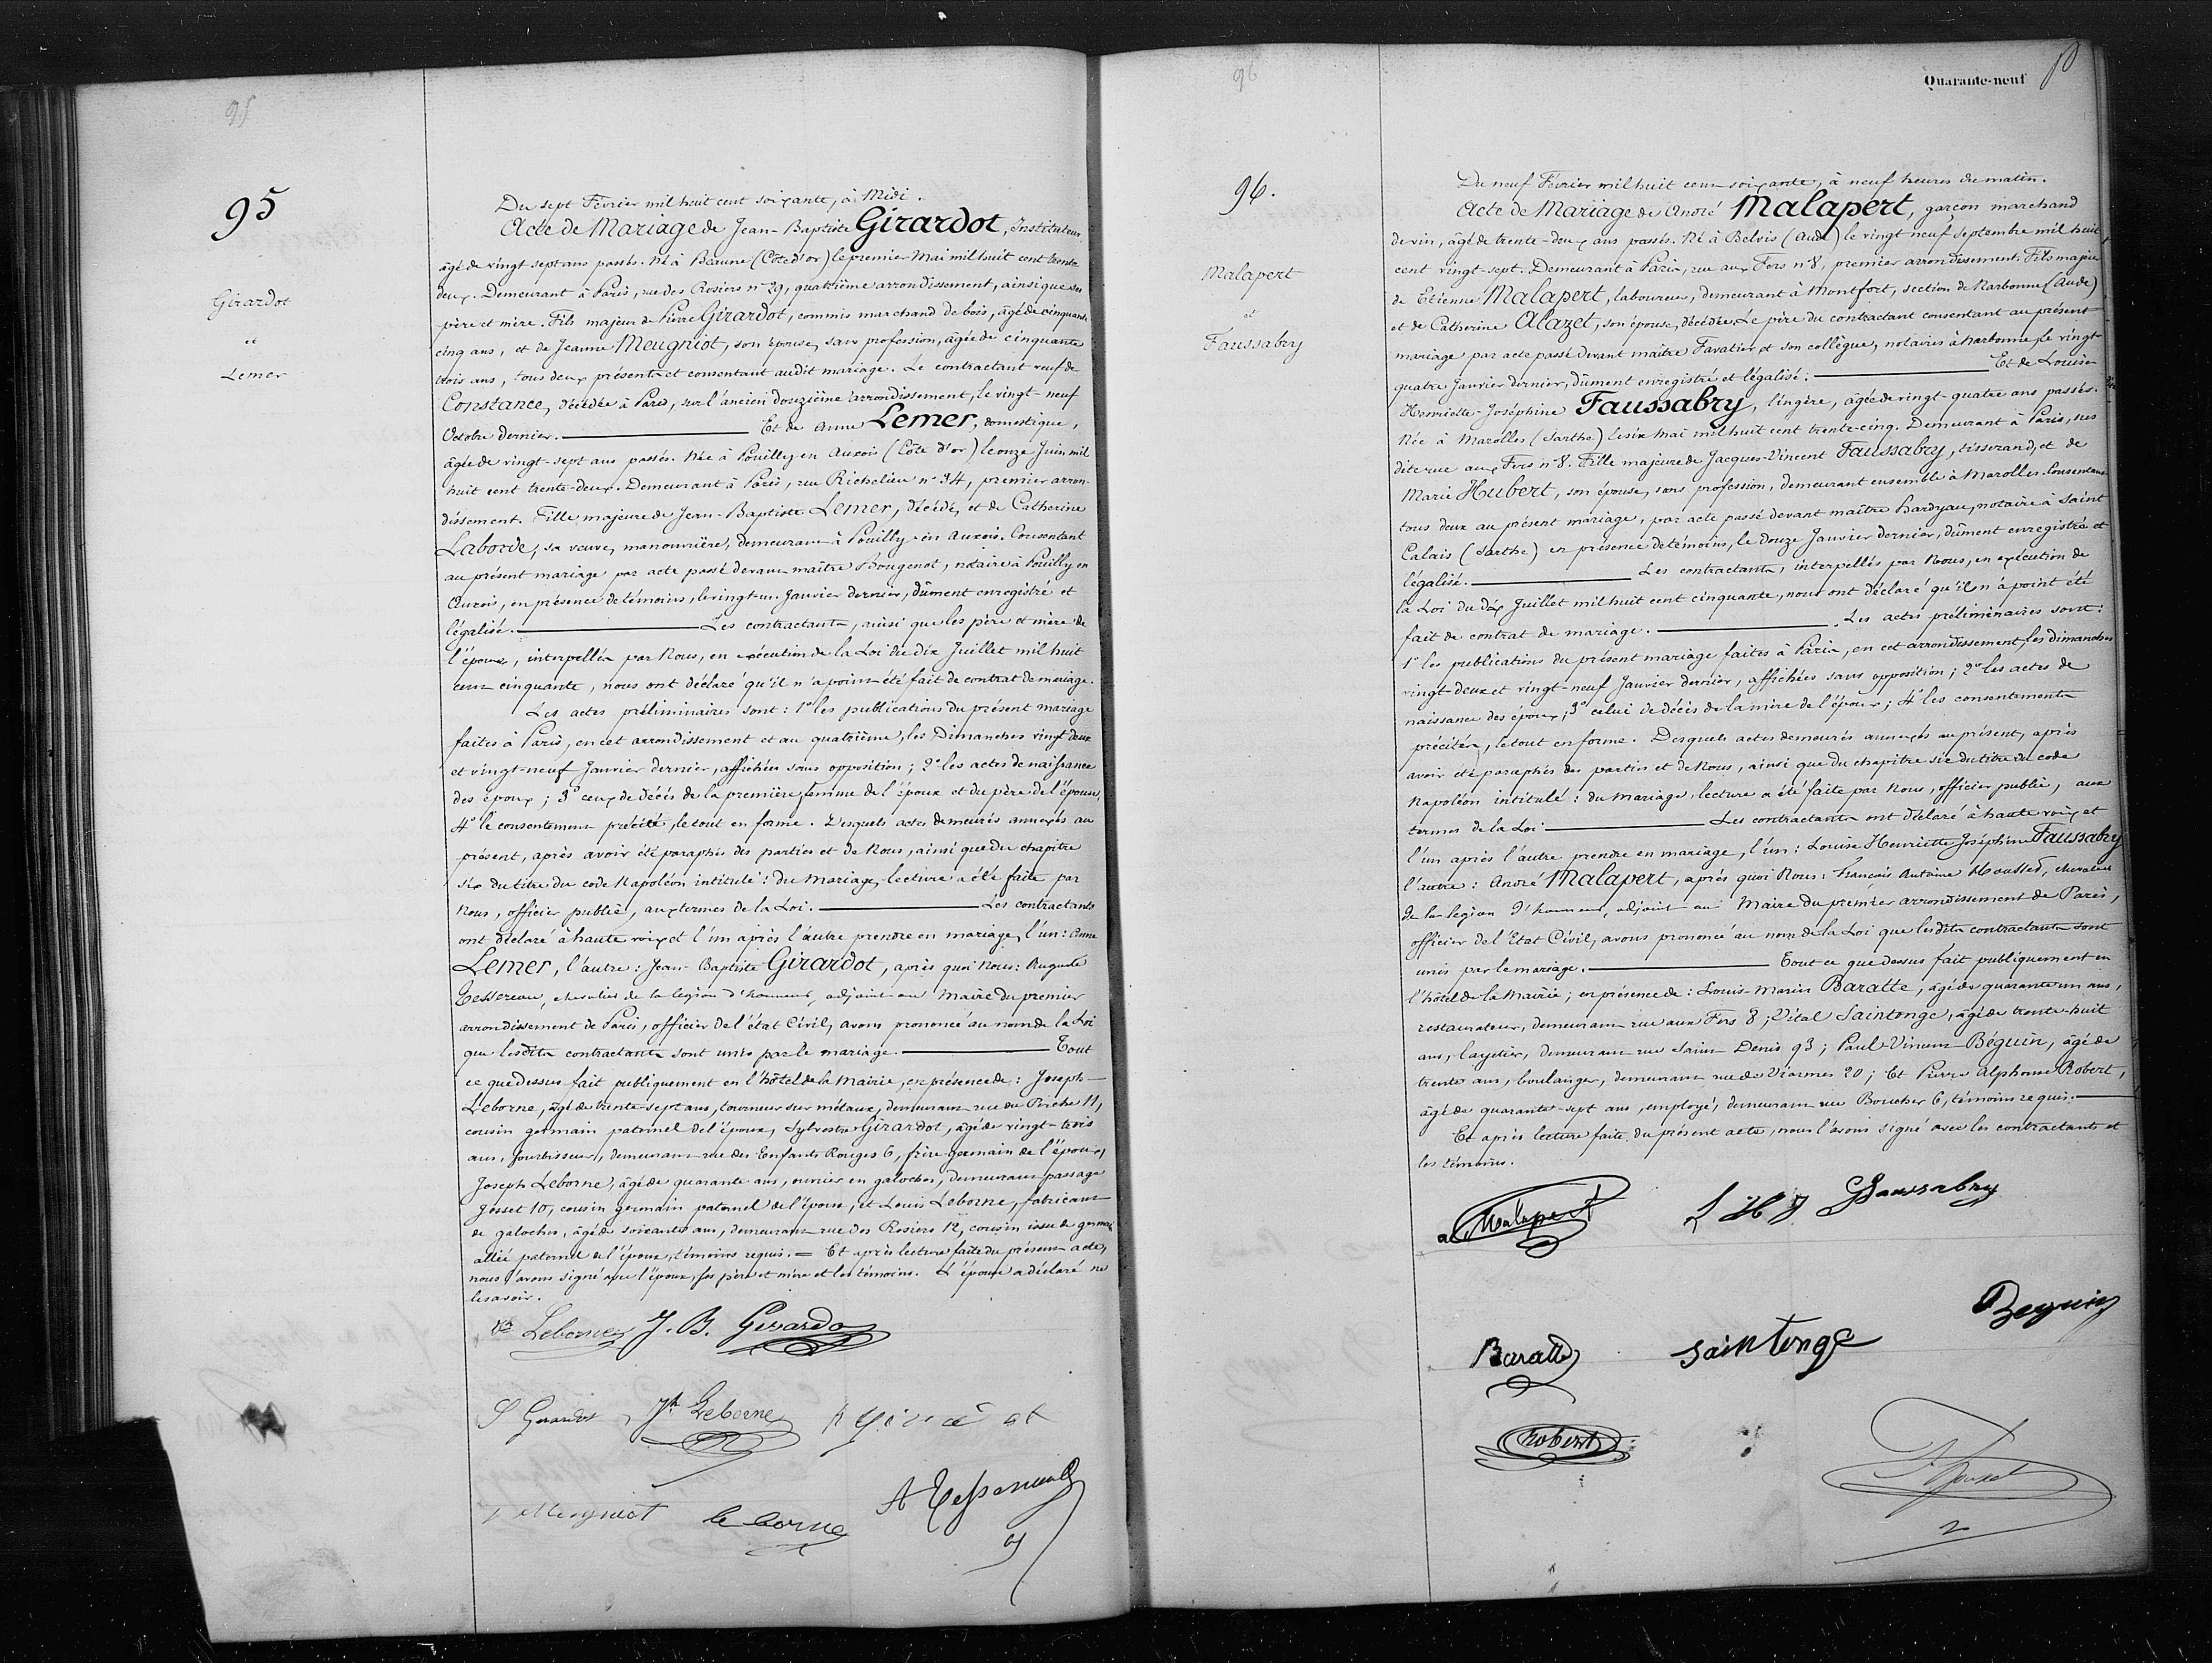 95
95
Girardot
et
Lemer
Du sept Février mil huit cent soixante, à Midi.
Acte de Mariage de Jean-Baptiste Girardot, Instituteur
âgé de vingt sept ans passés. Né à Beaune (Côte d'or) le premier Mai mil huit cent trente
deux. Demeurant à Paris, rue des Rosiers n° 29, quatrième arrondissement, ainsi que ses
père et mère. Fils majeur de Pierre Girardot, commis marchand de bois, âgé de cinquante
cinq ans, et de Jeanne Meugniot, son épouse, sans profession, âgée de cinquante
trois ans, tous deux présents et consentant audit mariage. Le contractant veuf de
Constance, décédée à Paris, sur l'ancien douzième arrondissement, le vingt-neuf
Octobre dernier. Et de Anne Lemer, domestique,
âgée de vingt-sept ans passés. Née à Pouilly en Auxois (Côte d'or) le onze Juin mil
huit cent trente-deux. Demeurant à Paris, rue Richelieu n° 34, premier arron-
dissement. Fille majeure de Jean-Baptiste Lemer, décédé, et de Catherine
Laborde, sa veuve, manouvrière, demeurant à Pouilly-en Auxois. Consentant
au présent mariage par acte passé devant maître Bougenot, notaire à Pouilly en
Auxois, en présence de témoins, le vingt-un Janvier dernier, dûment enregistré et
légalisé. Les contractants, ainsi que les père et mère de
l'époux, interpellés par Nous, en exécution de la Loi du dix Juillet mil huit
cent cinquante, nous ont déclaré qu'il n'a point été fait de contrat de mariage.
Les actes préliminaires sont: 1° les publications du présent mariage
faites à Paris, en cet arrondissement et au quatrième, les Dimanches vingt deux
et vingt-neuf Janvier dernier, affichées sans opposition; 2° les actes de naissance
des époux; 3° ceux de décès de la première femme de l'époux et du père de l'épouse,
4° le consentement précité, le tout en forme. Desquels actes demeurés annexés au
présent, après avoir été paraphés des parties et de Nous, ainsi que du chapitre
six du titre du code Napoléon intitulé: du Mariage, lecture a été faite par
Nous, officier public, aux termes de la Loi. Les contractants
ont déclaré à haute voix et l'un après l'autre prendre en mariage, l'un: Anne
Lemer, l'autre: Jean-Baptiste Girardot, après quoi Nous: Auguste
Tessereau, chevalier de la légion d'honneur, adjoint au Maire du premier
arrondissement de Paris, officier de l'état Civil, avons prononcé au nom de la Loi
que lesdits contractants sont unis par le mariage. Tout
ce que dessus fait publiquement en l'hôtel de la Mairie, en présence de: Joseph
Leborne, âgé de trente sept ans, tourneur sur métaux, demeurant rue du Perche 11,
cousin germain paternel de l'époux, Sylvestre Girardot, âgé de vingt-trois
ans, fourbisseur, demeurant rue des Enfants Rouges 6, frère germain de l'époux,
Joseph Leborne, âgé de quarante ans, ouvrier en galoches, demeurant passage
Josset 10, cousin germain paternel de l'époux, et Louis Leborne, fabricant
de galoches, âgé de soixante ans, demeurant rue des Rosiers 12, cousin issu de germain
allié paternel de l'époux, témoins requis. Et après lecture faite du présent acte,
nous l'avons signé avec l'époux, ses père et mère et les témoins. L'épouse a déclaré ne
le savoir.
Leborne J. B. Girardot
S Girardot Jh Leborne
Meugniot le borne A Tessereau
96
Quarante-neuf
96.
Malapert
et
Faussabry
Du neuf Février mil huit cent soixante, à neuf heures du matin.
Acte de Mariage de André Malapert, garçon marchand
de vin, âgé de trente-deux ans passés. Né à Belvis (Aude) le vingt neuf Septembre mil huit
cent vingt-sept. Demeurant à Paris, rue aux Fers n° 8, premier arrondissement. Fils majeur
de Etienne Malapert, laboureur, demeurant à Montfort, section de Narbonne (Aude)
et de Catherine Alazet, son épouse, décédée. Le père du contractant consentant au présent
mariage par acte passé devant maître Favatier et son collègue, notaires à Narbonne, le vingt-
quatre Janvier dernier, dûment enregistré et légalisé. Et de Louise
Henriette-Joséphine Faussabry, lingère, âgée de vingt-quatre ans passés.
Née à Marolles (Sarthe) le six Mai mil huit cent trente-cinq. Demeurant à Paris, sus
dite rue aux Fers n° 8. Fille majeure de Jacques-Vincent Faussabry, tisserand, et de
Marie Hubert, son épouse, sans profession, demeurant ensemble à Marolles. Consentant
tous deux au présent mariage, par acte passé devant maître Hardyau, notaire à Saint
Calais (Sarthe) en présence de témoins, le douze Janvier dernier, dûment enregistré et
légalisé. Les contractants, interpellés par Nous, en exécution de
la Loi du dix Juillet mil huit cent cinquante, nous ont déclaré qu'il n'a point été
fait de contrat de mariage. Les actes préliminaires sont:
1° les publications du présent mariage faites à Paris, en cet arrondissement, les dimanches
vingt-deux et vingt-neuf Janvier dernier, affichées sans opposition; 2° les actes de
naissance des époux; 3° celui de décès de la mère de l'époux; 4° les consentements
précités, le tout en forme. Desquels actes demeurés annexés au présent, après
avoir été paraphés des parties et de Nous, ainsi que du chapitre six du titre du code
Napoléon intitulé: du Mariage, lecture a été faite par Nous, officier public, aux
termes de la Loi Les contractants ont déclaré à haute voix et
l'un après l'autre prendre en mariage, l'un: Louise Henriette Joséphine Faussabry
l'autre: André Malapert, après quoi Nous: François Antoine Housset, chevalier
de la légion d'honneur, adjoint au Maire du premier arrondissement de Paris,
officier de l'Etat Civil, avons prononcé au nom de la Loi que lesdits contractants sont
unis par le mariage. Tout ce que dessus fait publiquement en
l'hôtel de la Mairie; en présence de: Louis-Marin Baratte, âgé de quarante un ans,
restaurateur, demeurant rue aux Fers 8; Vital Saintonge, âgé de trente-huit
ans, layetier, demeurant rue Saint Denis 93; Paul-Vincent Béguin, âgé de
trente ans, boulanger, demeurant rue de Viarmes 20; Et Pierre Alphonse Robert,
âgé de quarante-sept ans, employé, demeurant rue Boucher 6, témoins requis.
Et après lecture faite du présent acte, nous l'avons signé avec les contractants et
les témoins.
a Malapert L H J Faussabry
Beguin
Baratte Saintonge
Robert